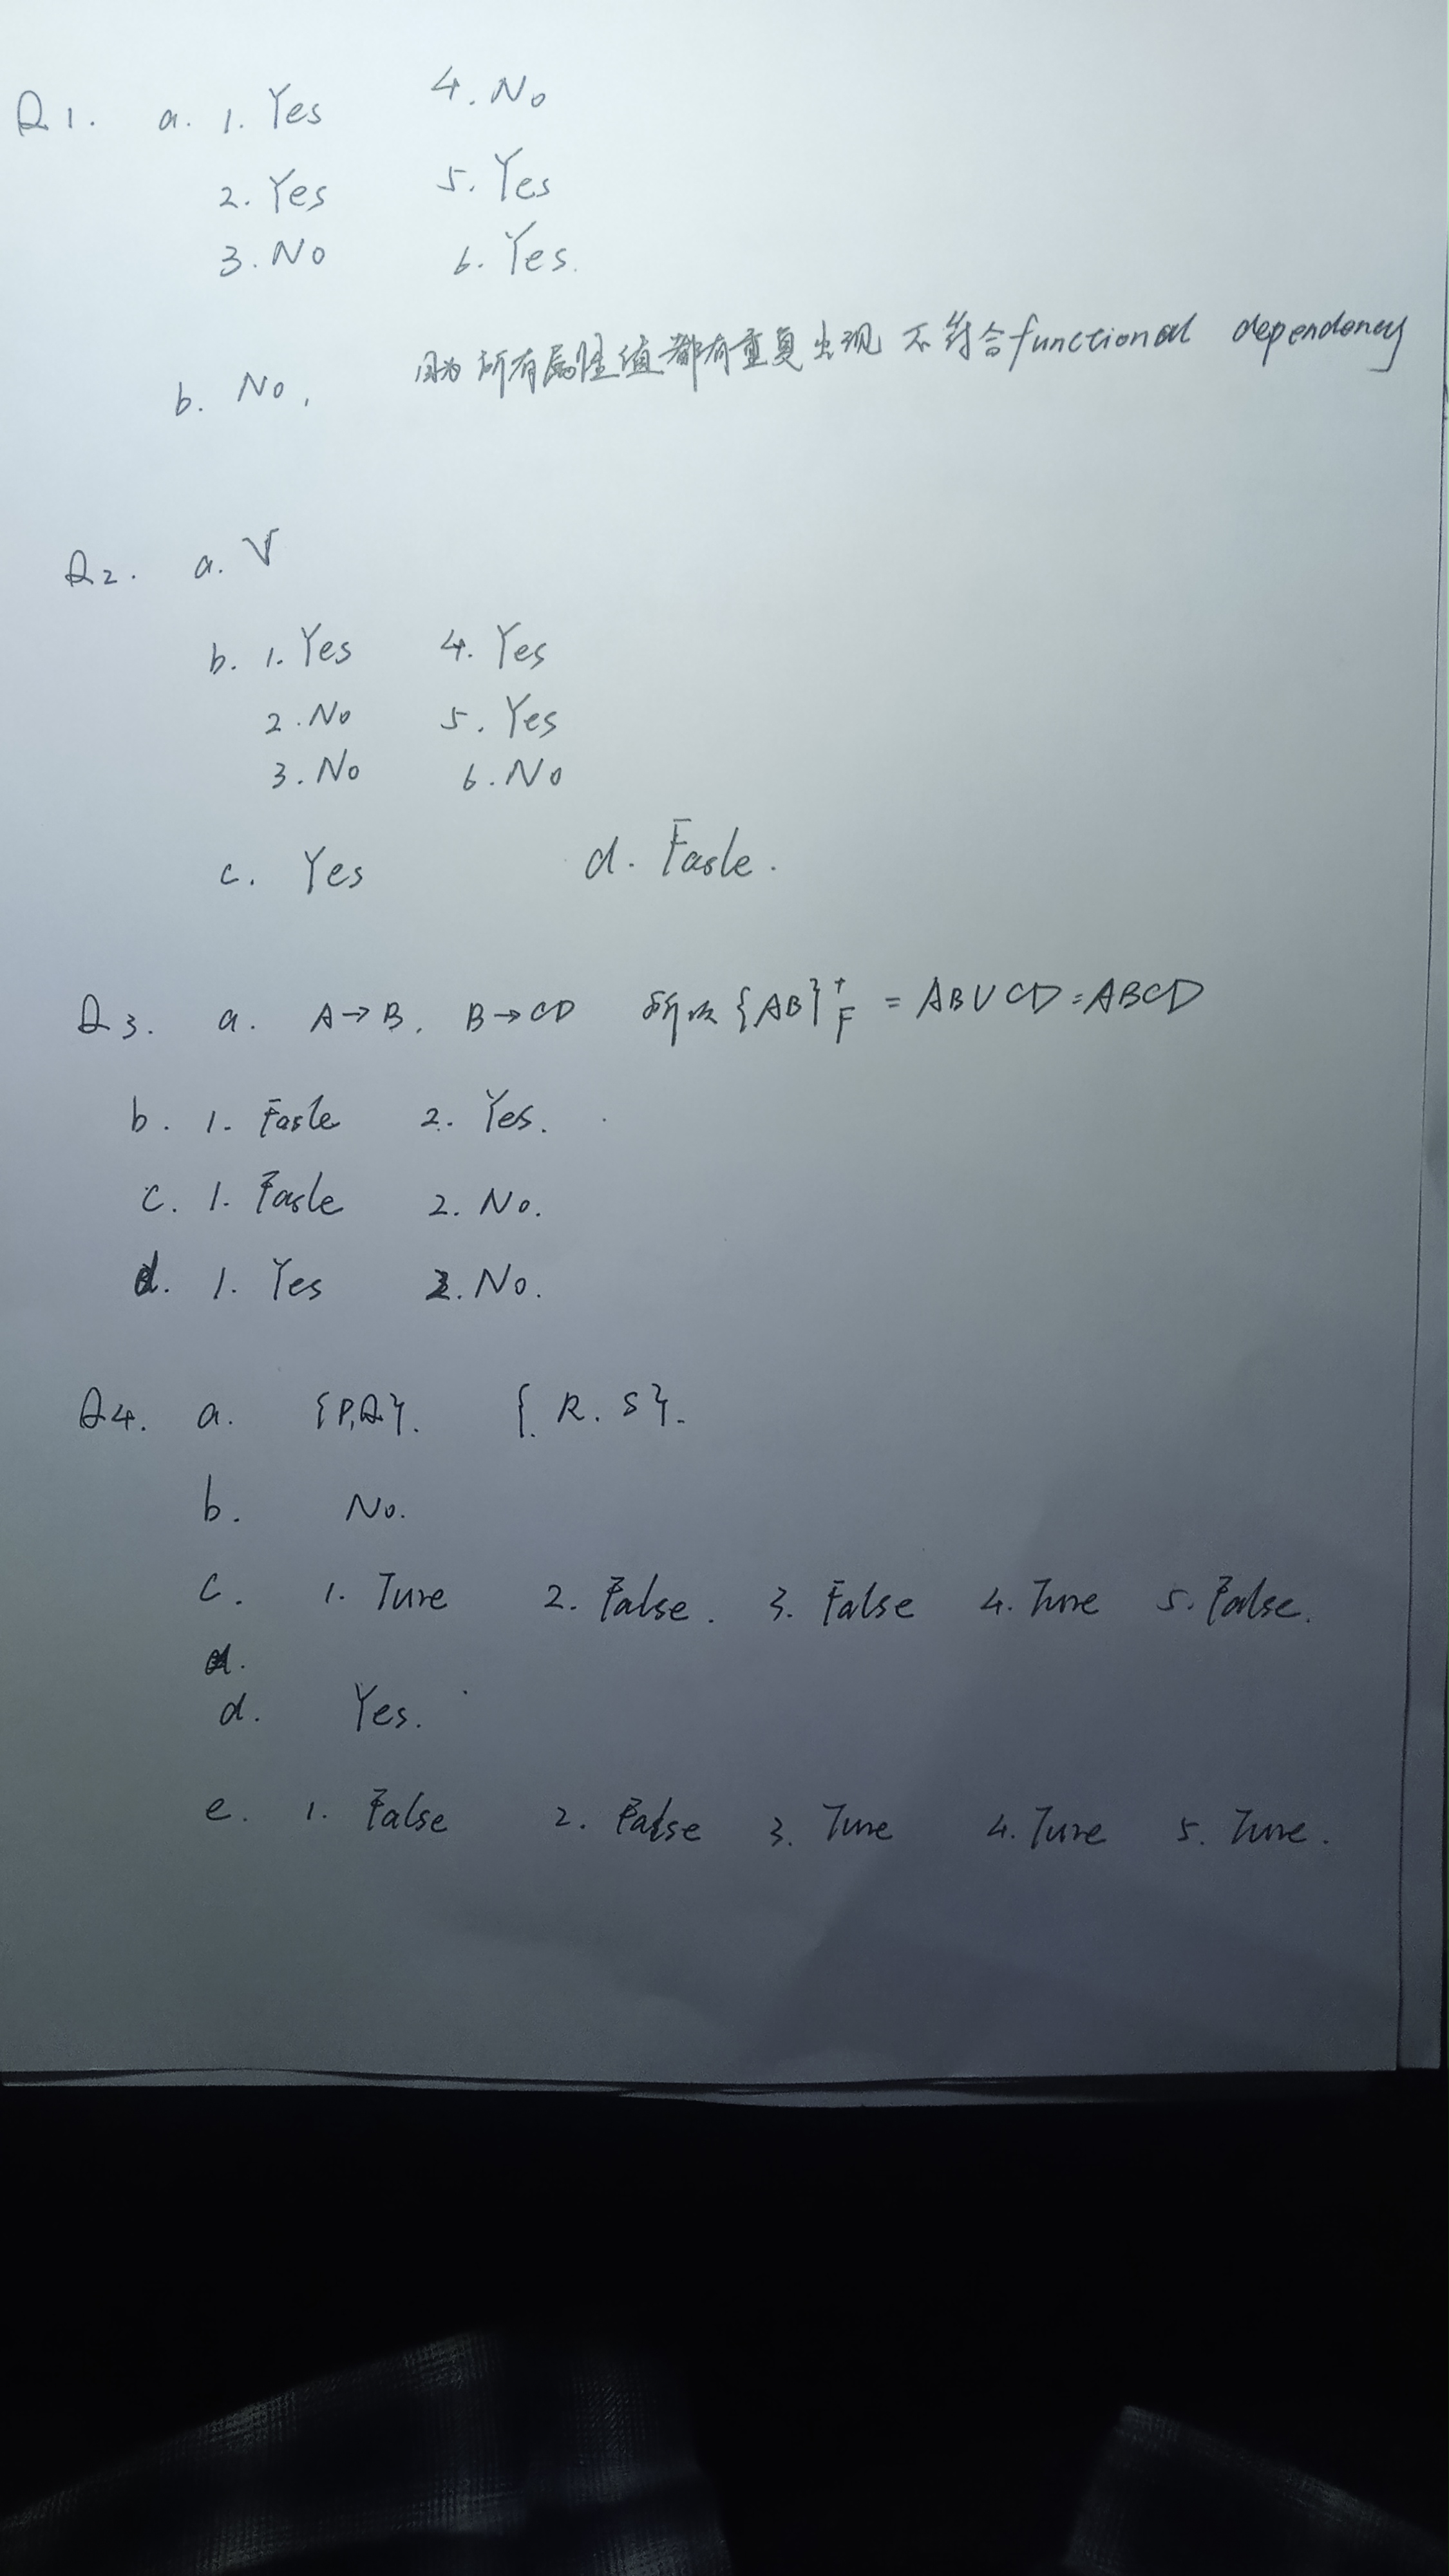 Q1. a. 1. Yes 4. No
2. Yes 5. Yes
3. No 6. Yes.
b. No, 因为所有属性值都有重复出现 不符合functional dependency
Q2. a. V
b. 1. Yes 4. Yes
2. No 5. Yes
3. No 6. No
c. Yes d. Fasle.
Q3. a. A→B, B→CD 所以{AB}⁺F = AB∪CD=ABCD
b. 1. Fasle 2. Yes.
c. 1. Fasle 2. No.
d. 1. Yes 2. No.
Q4. a. {P,Q}. {R.S}.
b. No.
c. 1. Ture 2. False. 3. False 4. Ture 5. False.
d. Yes.
e. 1. False 2. False 3. Ture 4. Ture 5. Ture.